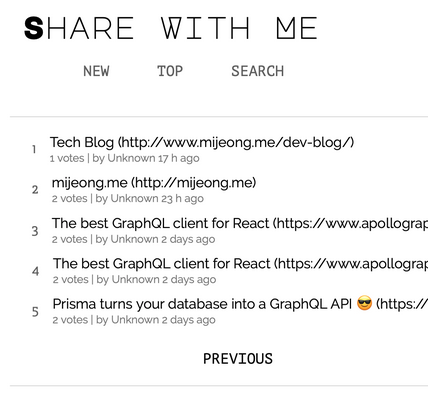 SHARE WITH ME
NEW TOP SEARCH
1 Tech Blog (http://www.mijeong.me/dev-blog/)
1 votes | by Unknown 17 h ago
2 mijeong.me (http://mijeong.me)
2 votes | by Unknown 23 h ago
3 The best GraphQL client for React (https://www.apollograp
2 votes | by Unknown 2 days ago
4 The best GraphQL client for React (https://www.apollograp
2 votes | by Unknown 2 days ago
5 Prisma turns your database into a GraphQL API 😎 (https://
2 votes | by Unknown 2 days ago
PREVIOUS